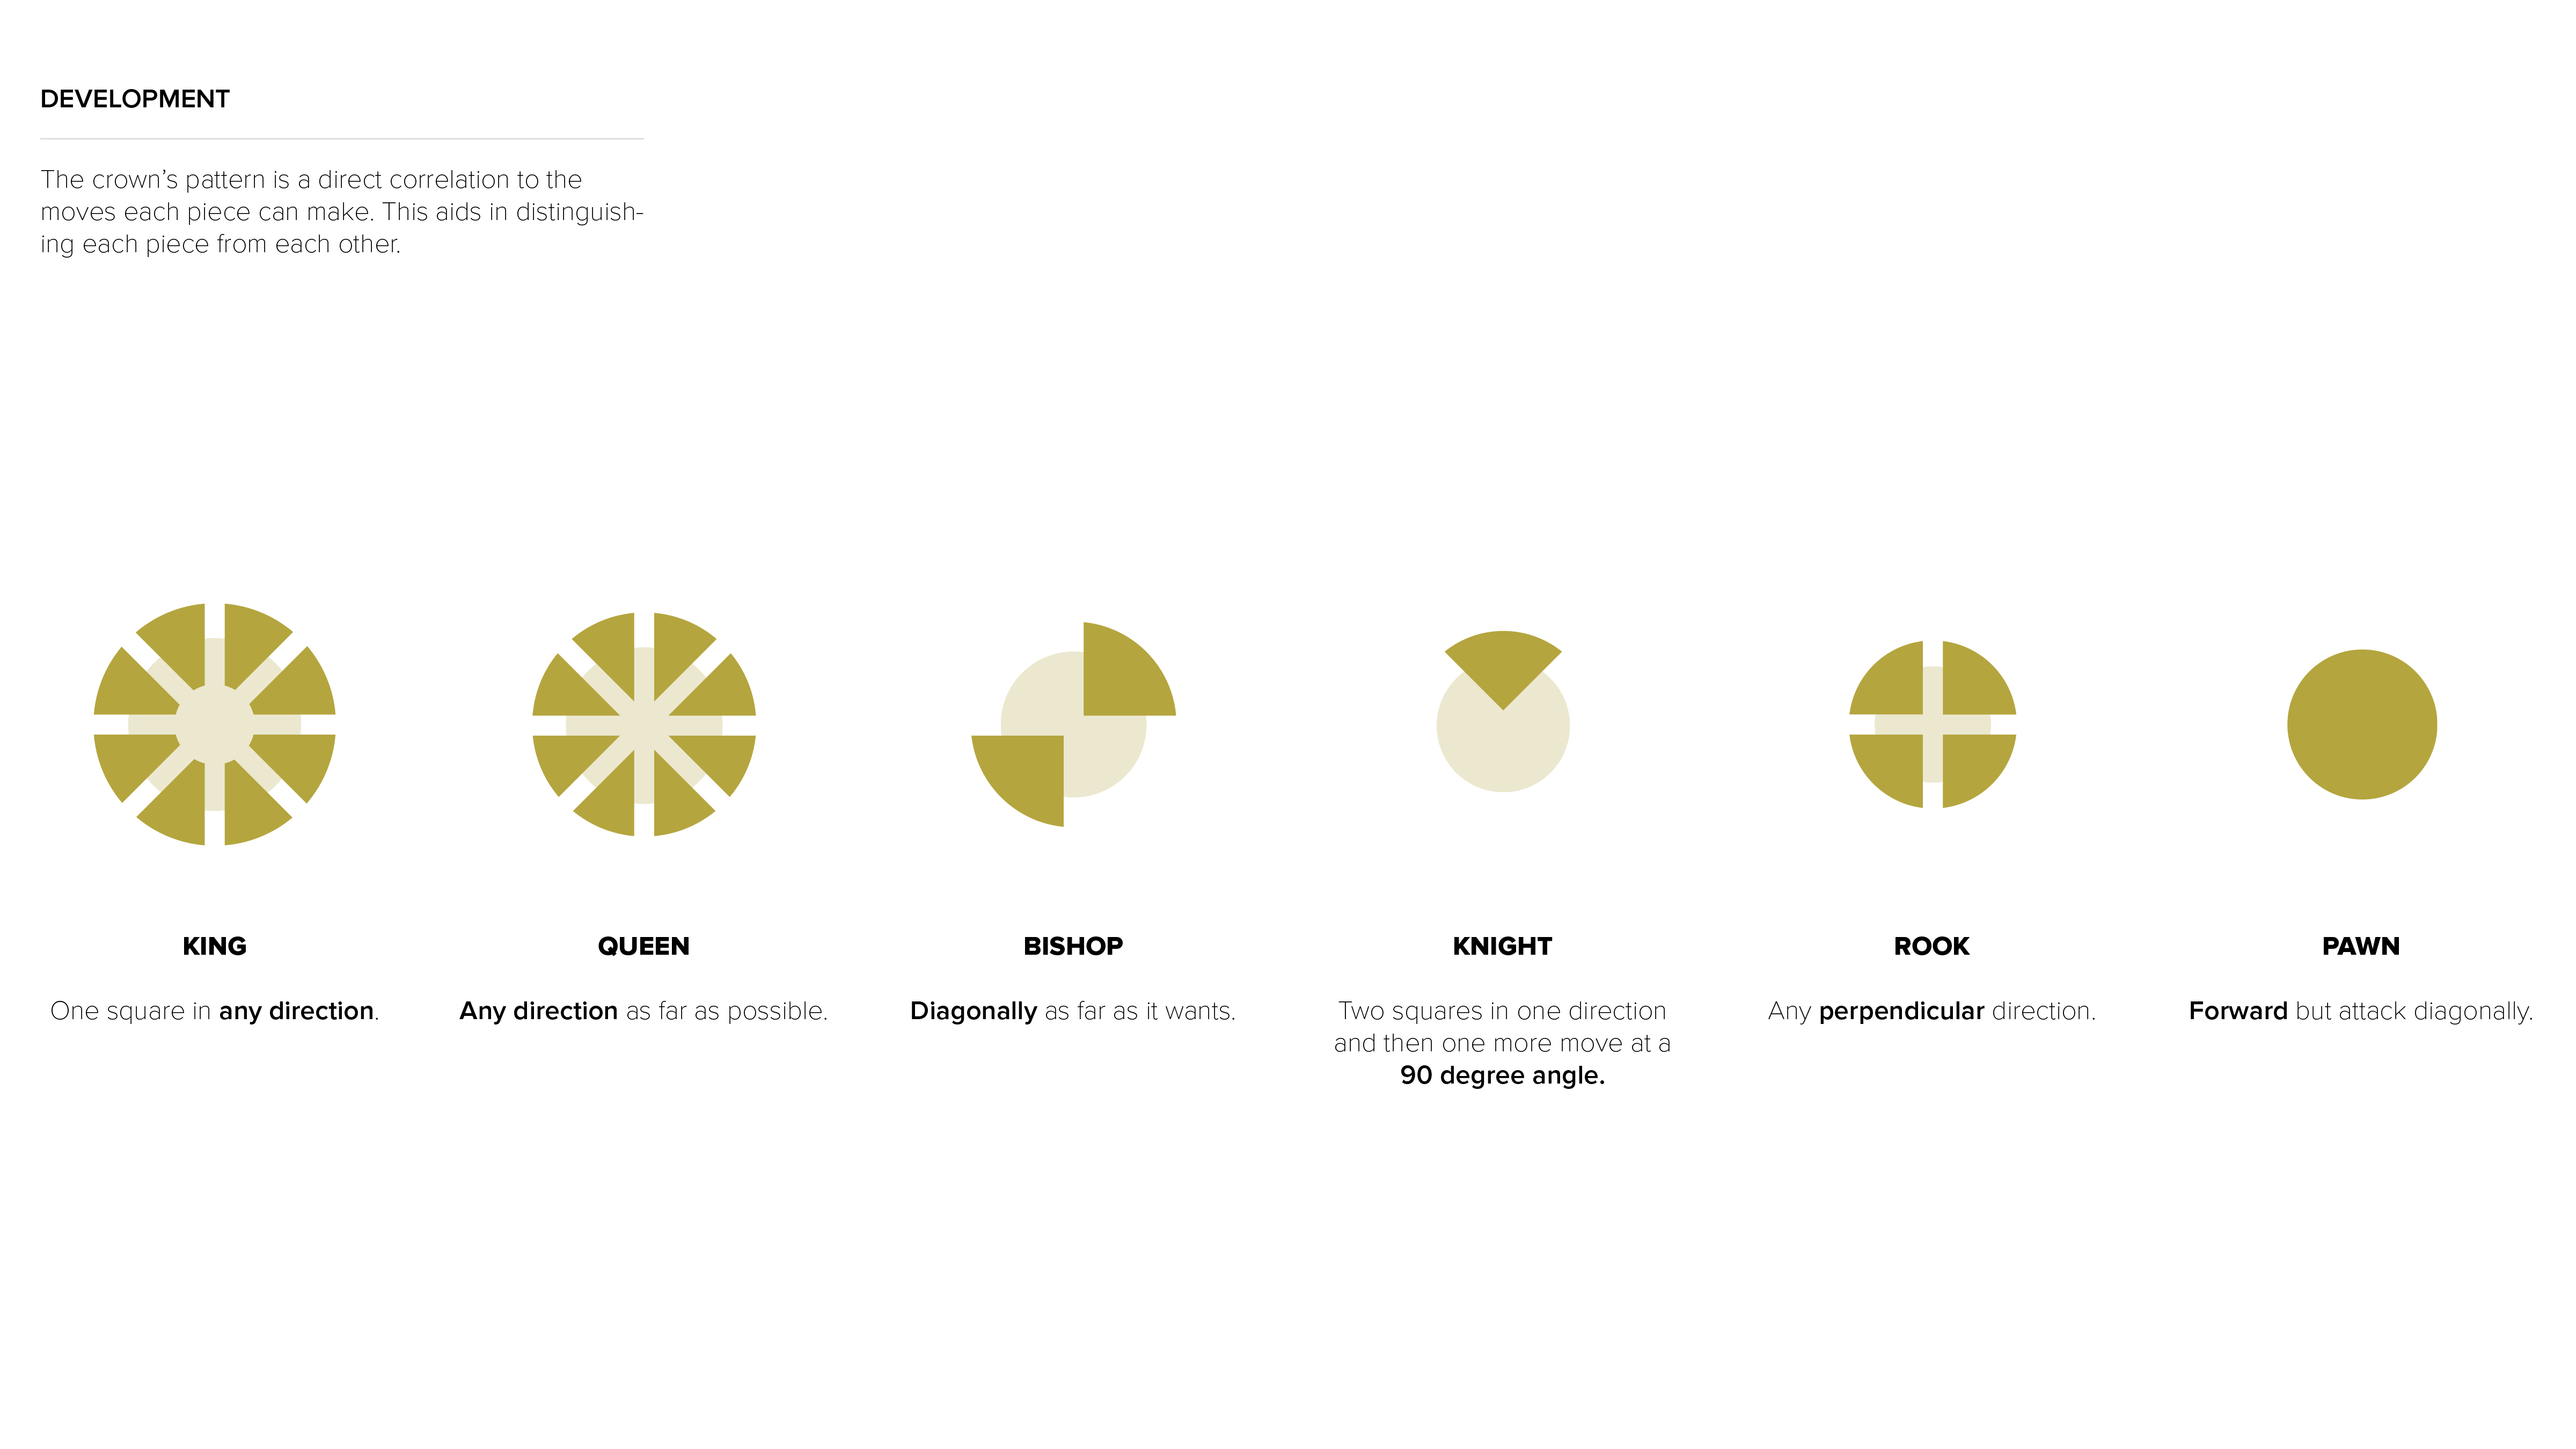 DEVELOPMENT
The crown’s pattern is a direct correlation to the
moves each piece can make. This aids in distinguish-
ing each piece from each other.
KING
One square in any direction.
QUEEN
Any direction as far as possible.
BISHOP
Diagonally as far as it wants.
KNIGHT
Two squares in one direction
and then one more move at a
90 degree angle.
ROOK
Any perpendicular direction.
PAWN
Forward but attack diagonally.